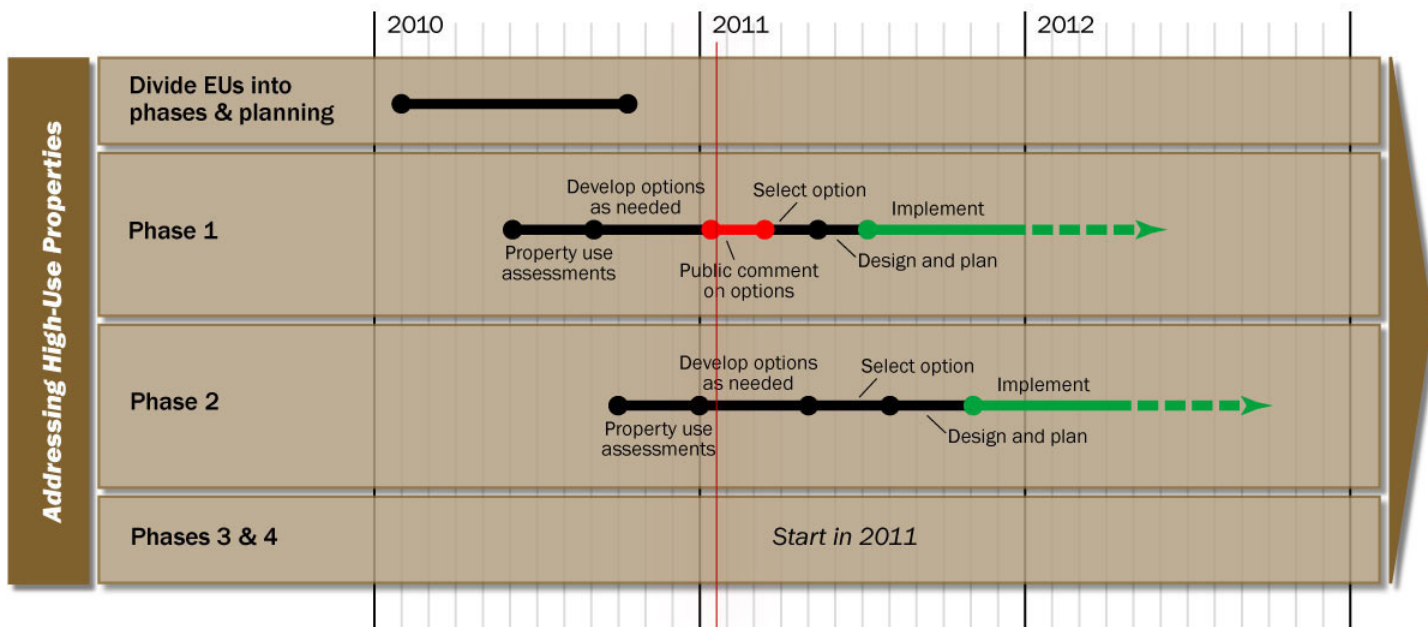 2010
2011
2012
Addressing High-Use Properties
Divide EUs into
phases & planning
Phase 1
Develop options
as needed
Select option
Implement
Property use
assessments
Public comment
on options
Design and plan
Phase 2
Develop options
as needed
Select option
Implement
Property use
assessments
Design and plan
Phases 3 & 4
Start in 2011